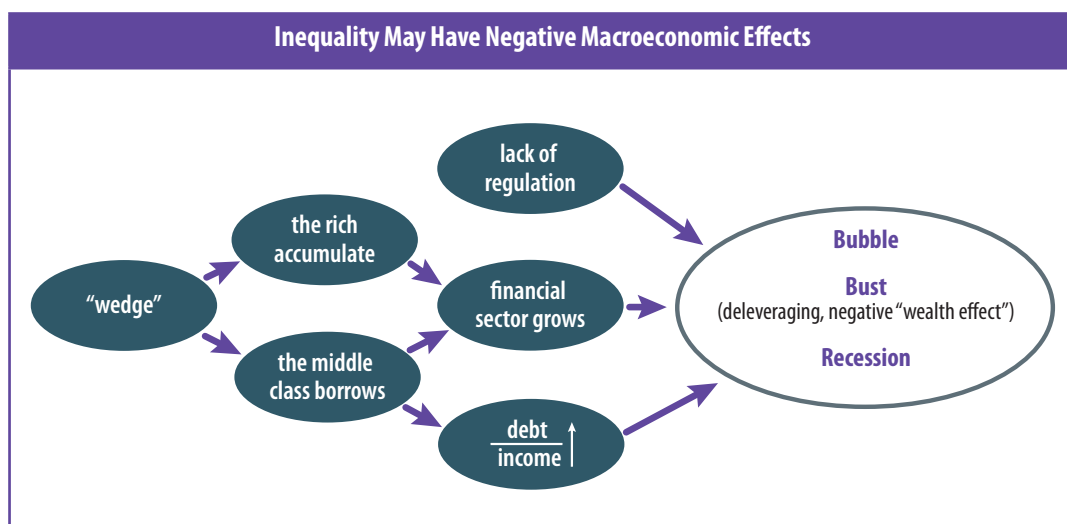 Inequality May Have Negative Macroeconomic Effects
lack of
regulation
the rich
accumulate
“wedge”
financial
sector grows
the middle
class borrows
debt
income
Bubble
Bust
(deleveraging, negative “wealth effect”)
Recession